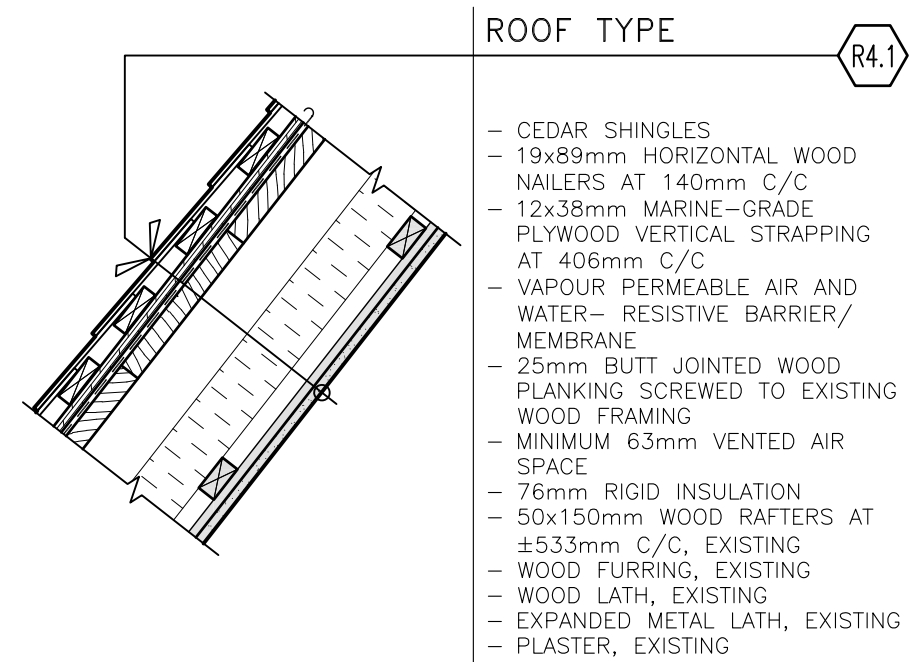 ROOF TYPE
R4.1
– CEDAR SHINGLES
– 19x89mm HORIZONTAL WOOD
NAILERS AT 140mm C/C
– 12x38mm MARINE–GRADE
PLYWOOD VERTICAL STRAPPING
AT 406mm C/C
– VAPOUR PERMEABLE AIR AND
WATER– RESISTIVE BARRIER/
MEMBRANE
– 25mm BUTT JOINTED WOOD
PLANKING SCREWED TO EXISTING
WOOD FRAMING
– MINIMUM 63mm VENTED AIR
SPACE
– 76mm RIGID INSULATION
– 50x150mm WOOD RAFTERS AT
±533mm C/C, EXISTING
– WOOD FURRING, EXISTING
– WOOD LATH, EXISTING
– EXPANDED METAL LATH, EXISTING
– PLASTER, EXISTING